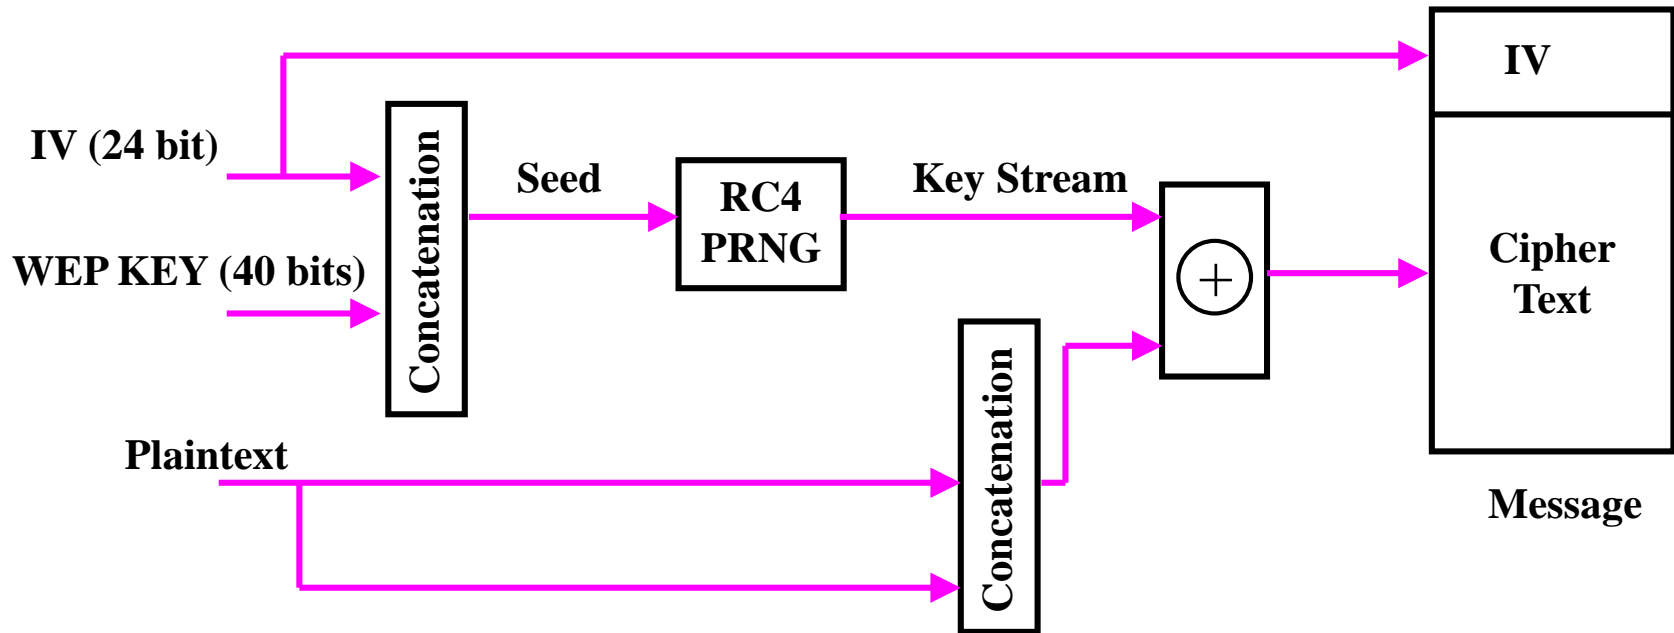 IV
IV (24 bit)
Concatenation
Seed
RC4
PRNG
Key Stream
WEP KEY (40 bits)
Cipher
Text
Plaintext
Concatenation
Message